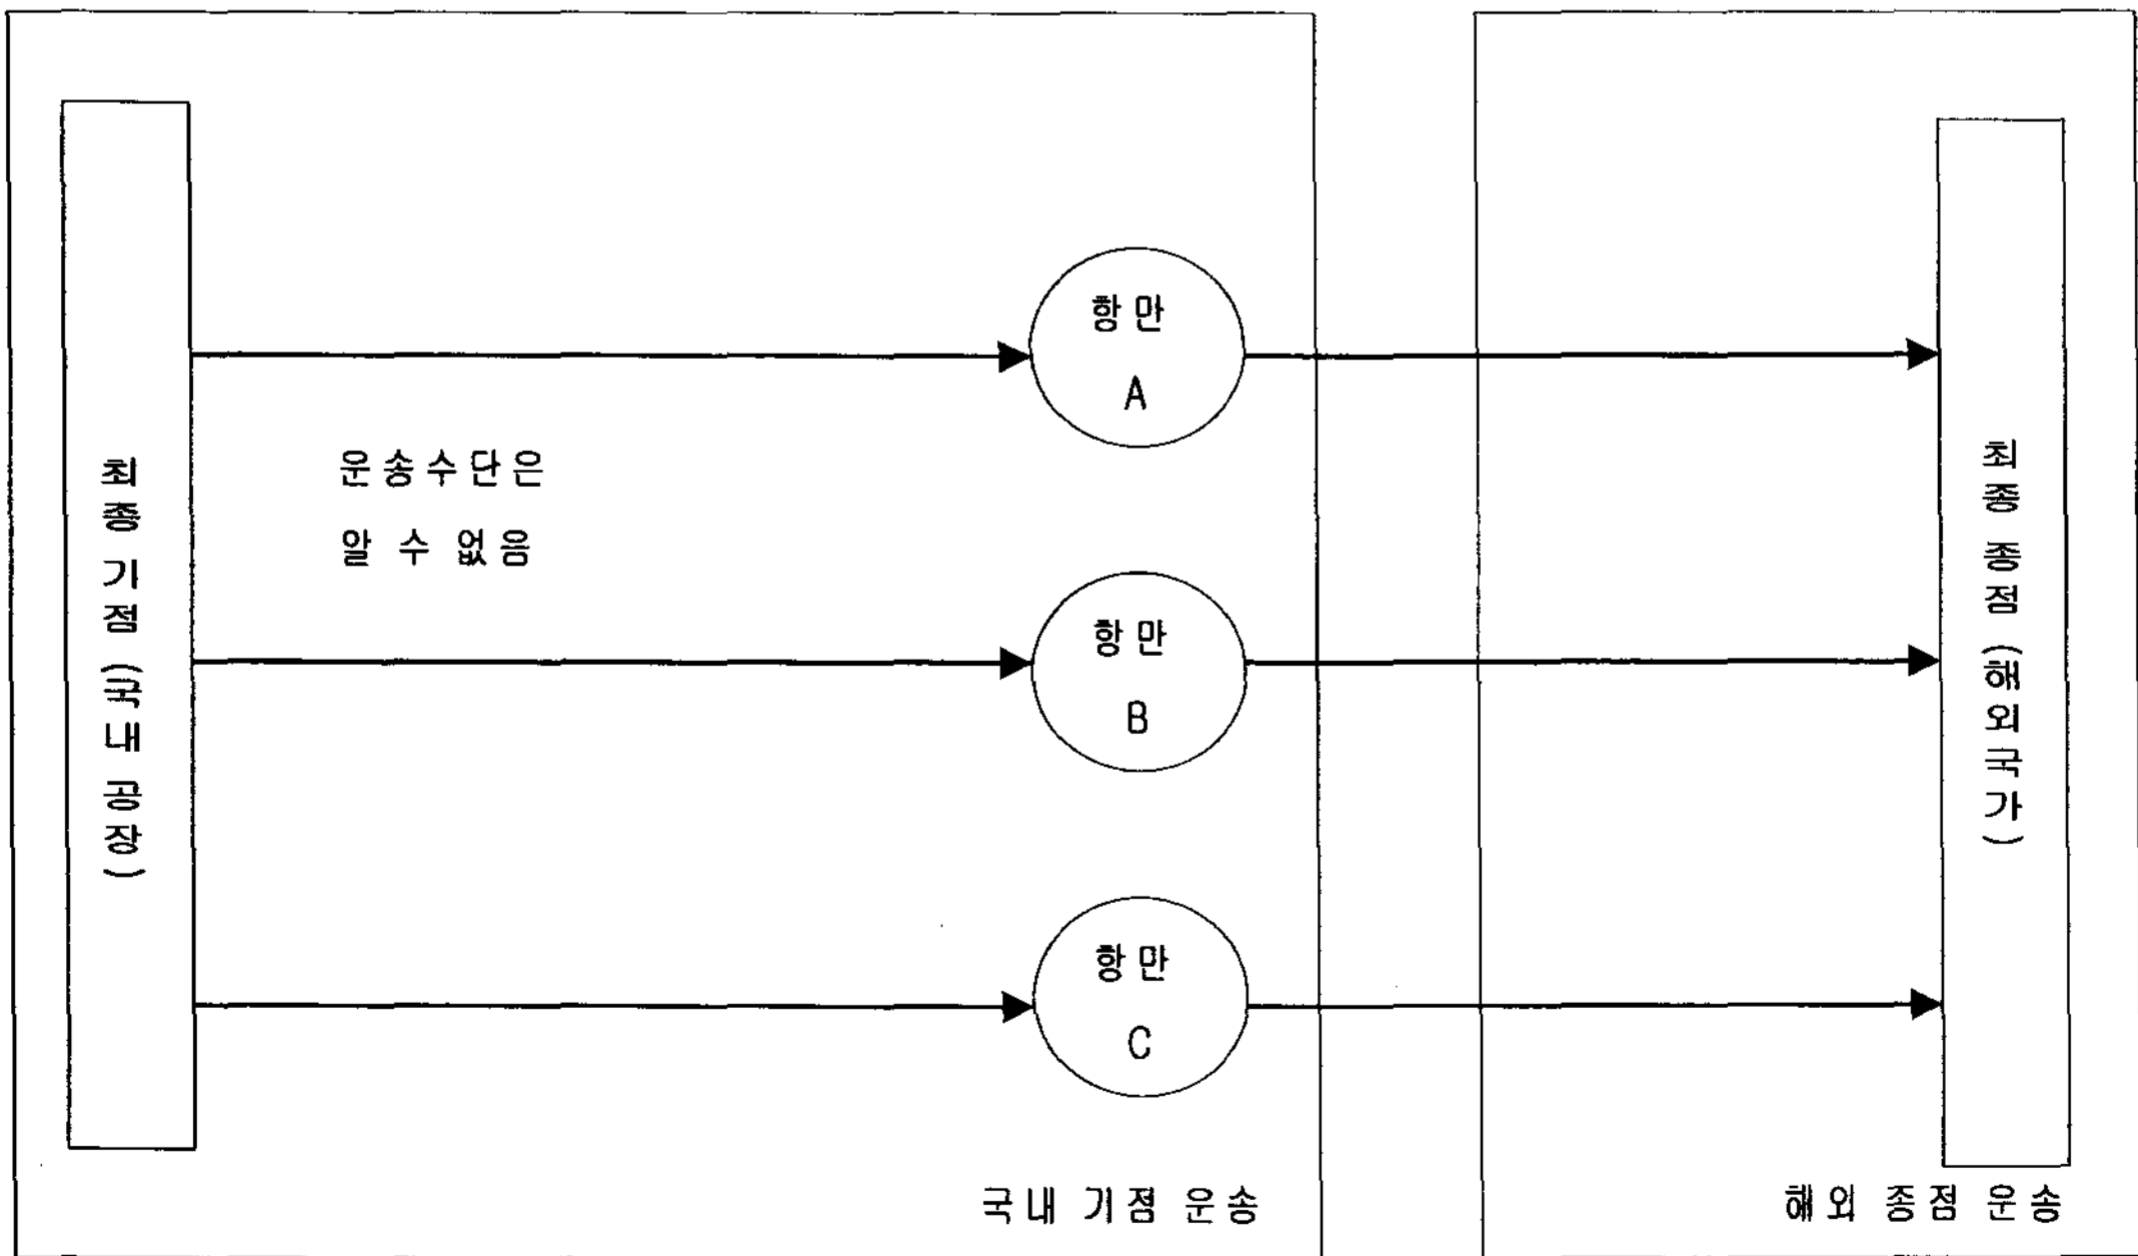 최종 기점 (국내 공장)
운송수단은
알 수 없음
항만
A
항만
B
항만
C
최종 종점 (해외국가)
국내 기점 운송
해외 종점 운송